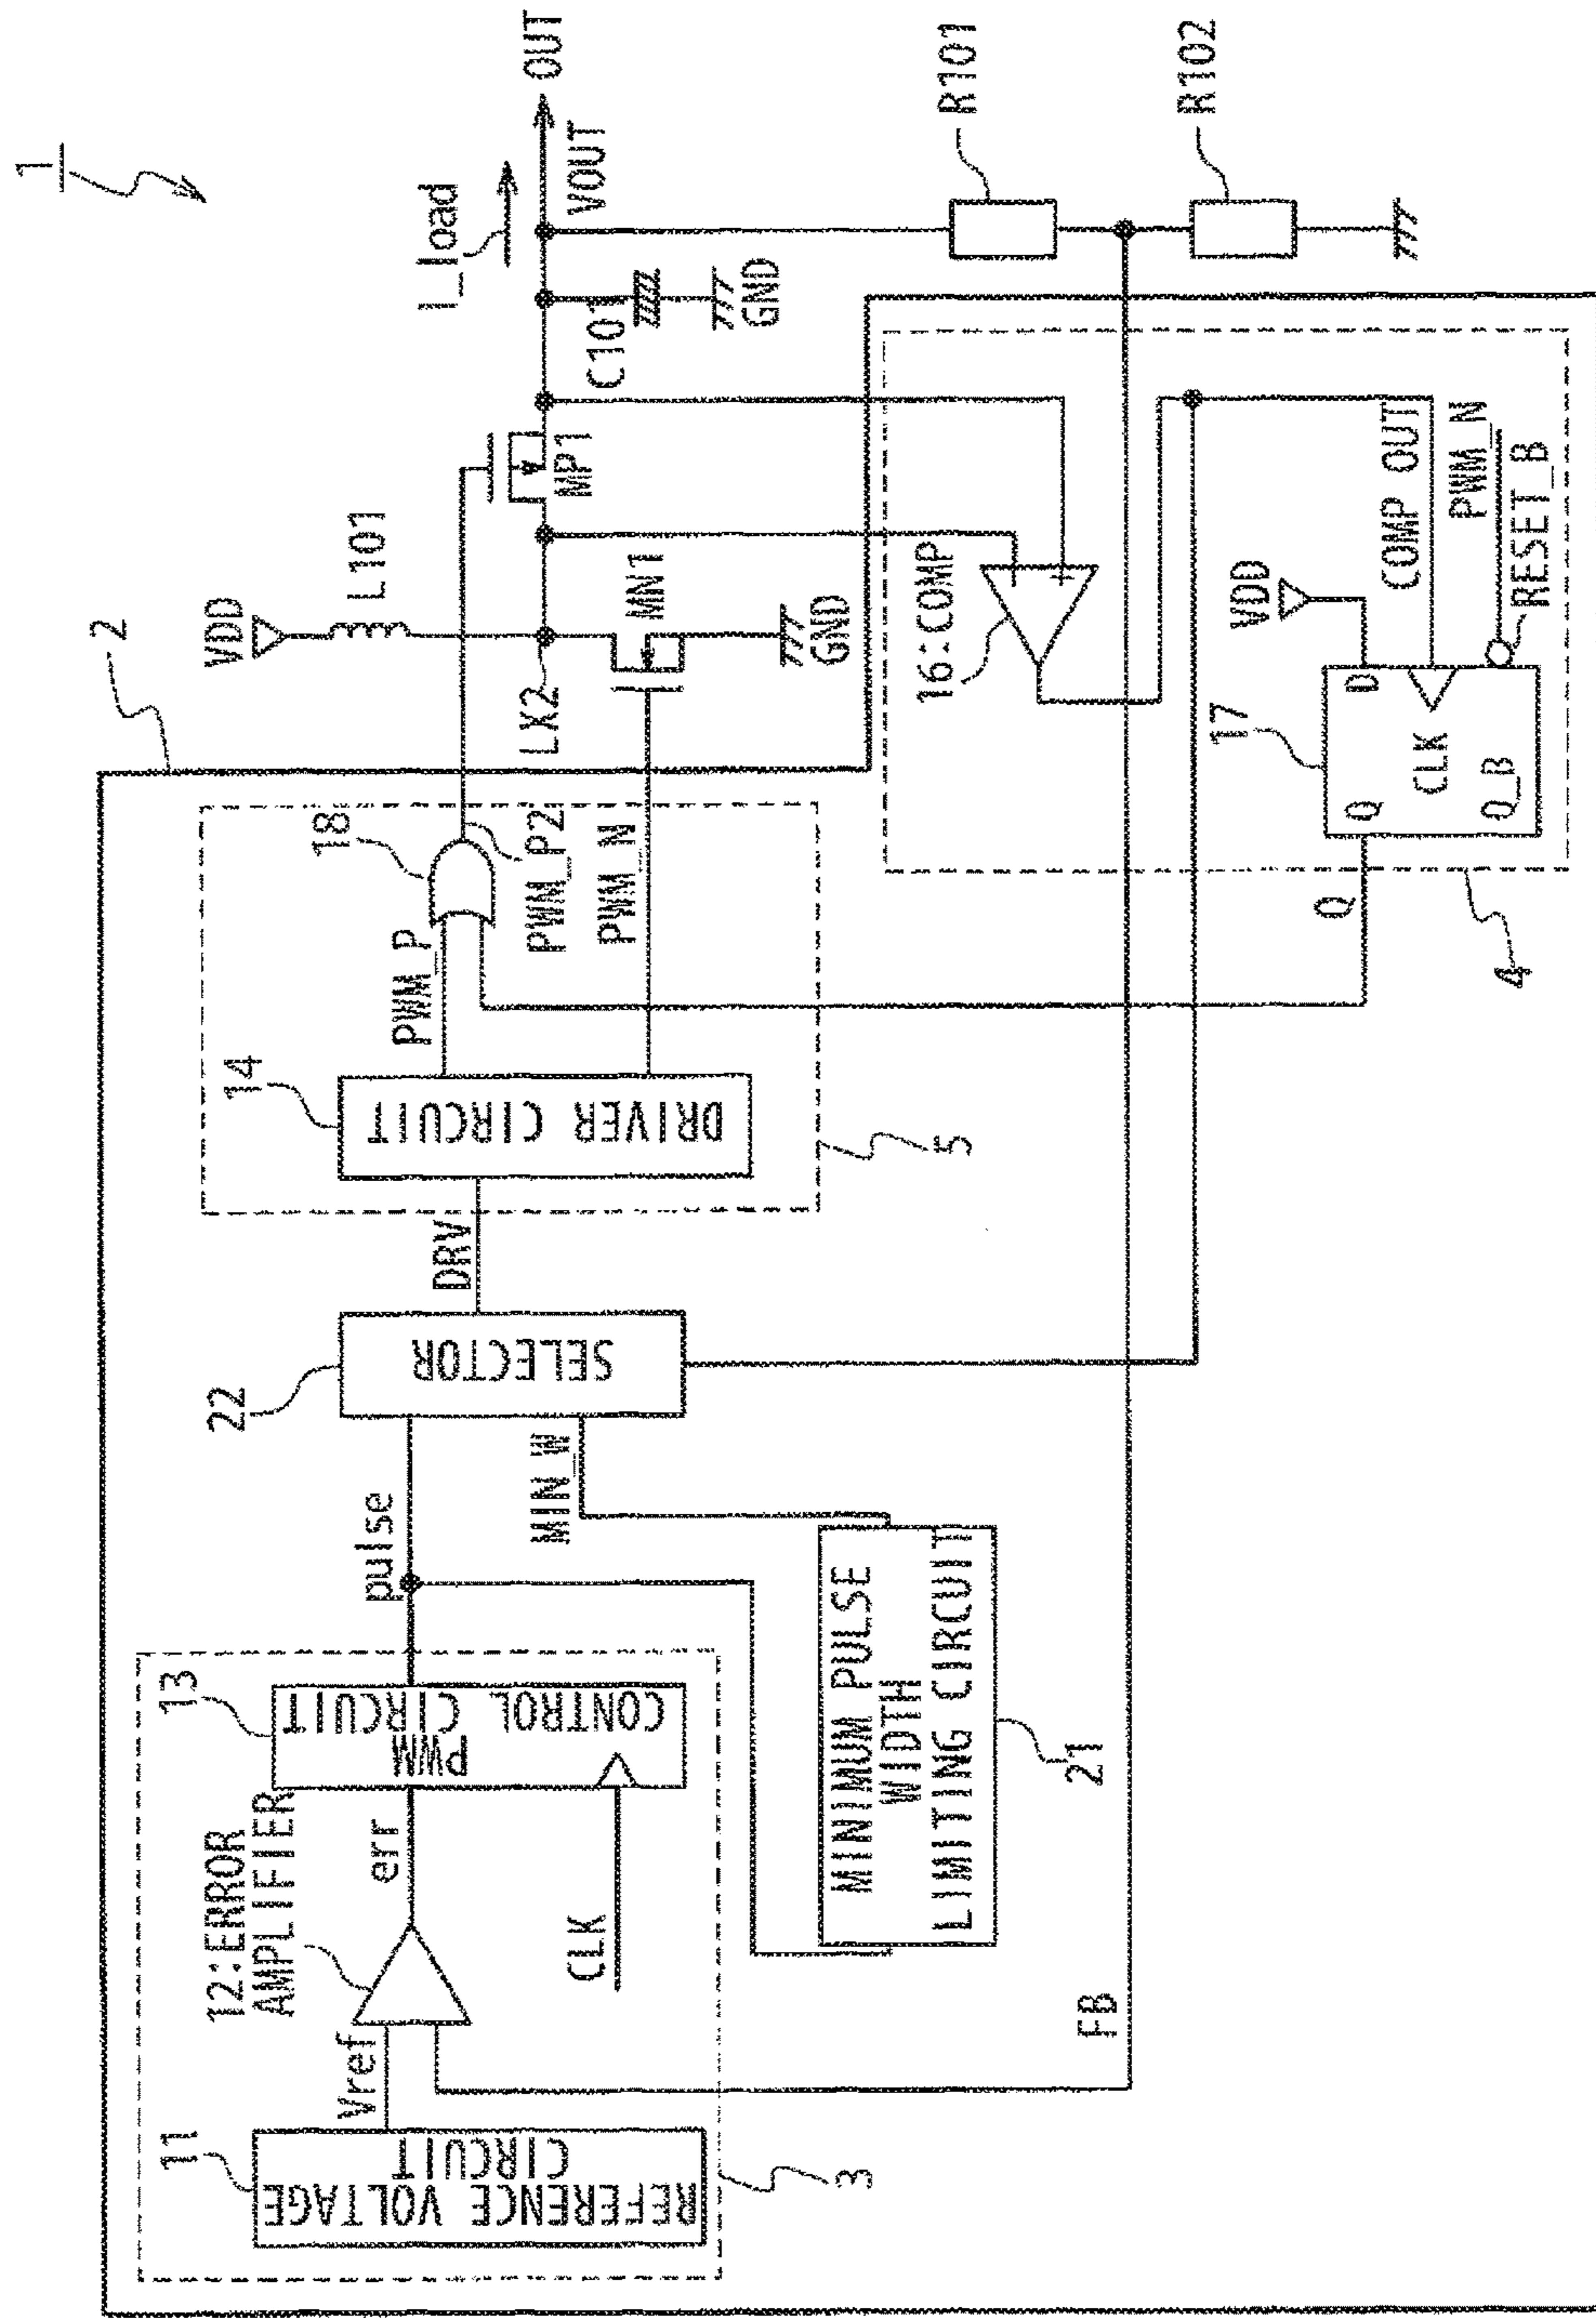 1
2
VDD
L101
I_load
OUT
VOUT
MP1
C101
GND
R101
R102
LX2
MN1
GND
18
PWM_P
PWM_P2
PWM_N
14
DRIVER CIRCUIT
5
DRV
22
SELECTOR
pulse
MIN_W
13
PWM
CONTROL CIRCUIT
12:ERROR
AMPLIFIER
err
CLK
Vref
11
REFERENCE VOLTAGE
CIRCUIT
3
MINIMUM PULSE
WIDTH
LIMITING CIRCUIT
21
FB
16:COMP
VDD
COMP OUT
PWM_N
RESET_B
17
D
CLK
Q
Q_B
Q
4